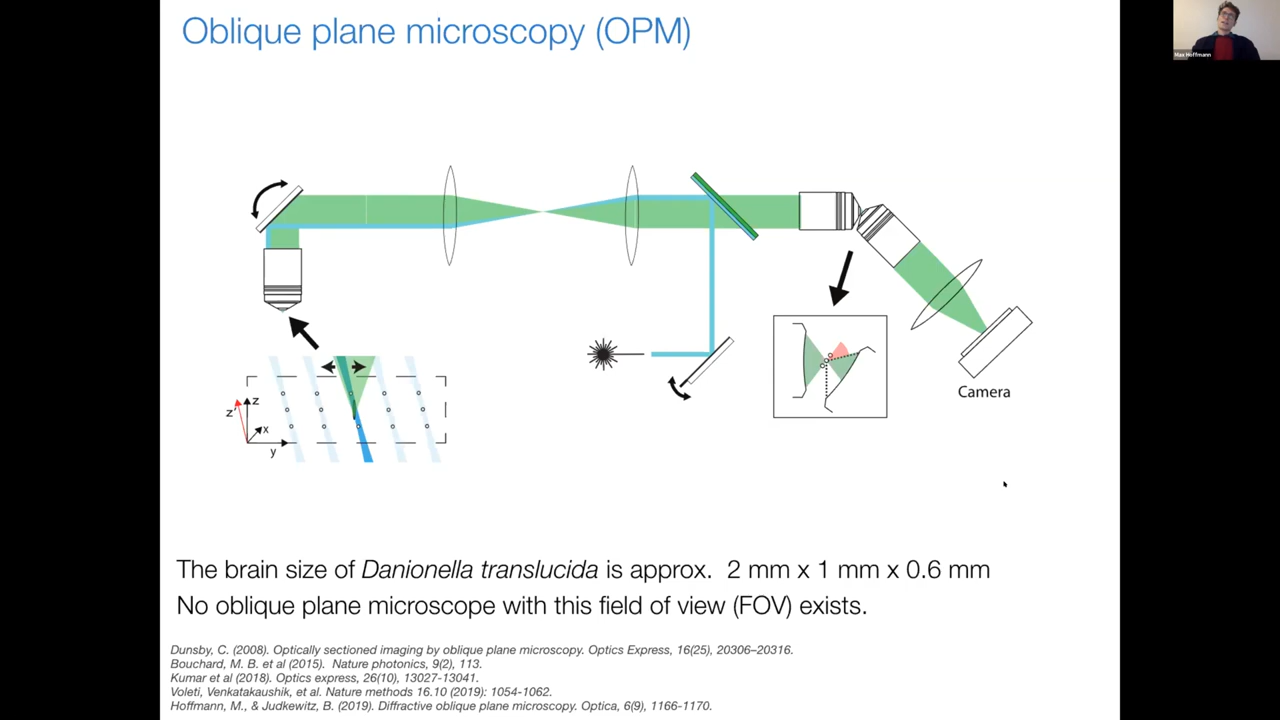 Oblique plane microscopy (OPM)
Max Hoffmann
Camera
z'
z
x
y
The brain size of Danionella translucida is approx. 2 mm x 1 mm x 0.6 mm
No oblique plane microscope with this field of view (FOV) exists.
Dunsby, C. (2008). Optically sectioned imaging by oblique plane microscopy. Optics Express, 16(25), 20306–20316.
Bouchard, M. B. et al (2015). Nature photonics, 9(2), 113.
Kumar et al (2018). Optics express, 26(10), 13027-13041.
Voleti, Venkatakaushik, et al. Nature methods 16.10 (2019): 1054-1062.
Hoffmann, M., & Judkewitz, B. (2019). Diffractive oblique plane microscopy. Optica, 6(9), 1166-1170.